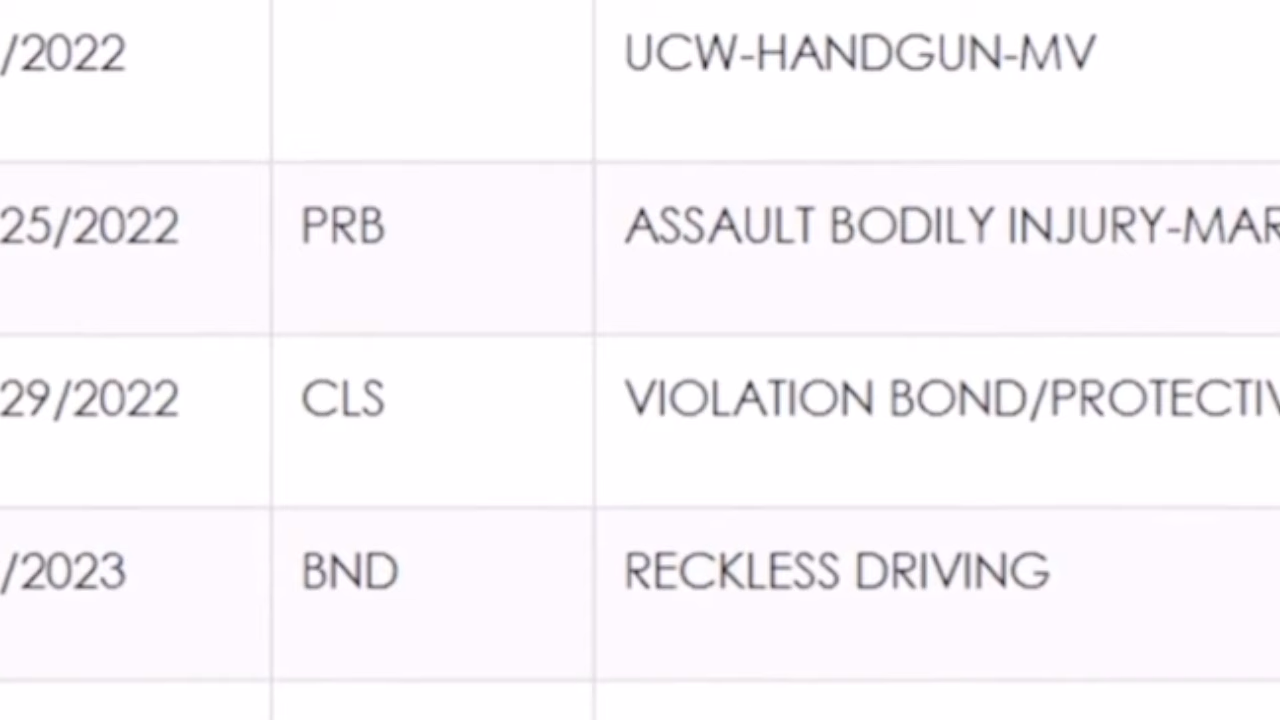 /2022 UCW-HANDGUN-MV
25/2022 PRB ASSAULT BODILY INJURY-MAR
29/2022 CLS VIOLATION BOND/PROTECTIV
/2023 BND RECKLESS DRIVING